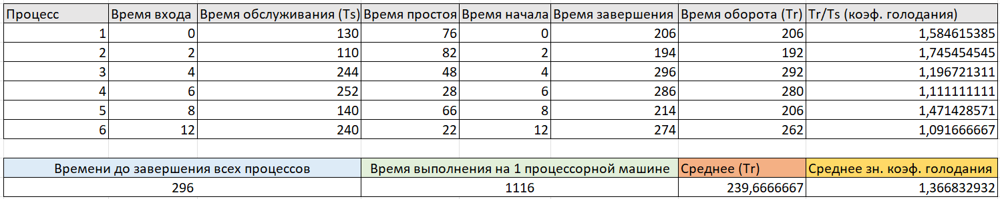 Процесс Время входа Время обслуживания (Ts) Время простоя Время начала Время завершения Время оборота (Tr) Tr/Ts (коэф. голодания)
1 0 130 76 0 206 206 1,584615385
2 2 110 82 2 194 192 1,745454545
3 4 244 48 4 296 292 1,196721311
4 6 252 28 6 286 280 1,111111111
5 8 140 66 8 214 206 1,471428571
6 12 240 22 12 274 262 1,091666667
Времени до завершения всех процессов Время выполнения на 1 процессорной машине Среднее (Tr) Среднее зн. коэф. голодания
296 1116 239,6666667 1,366832932